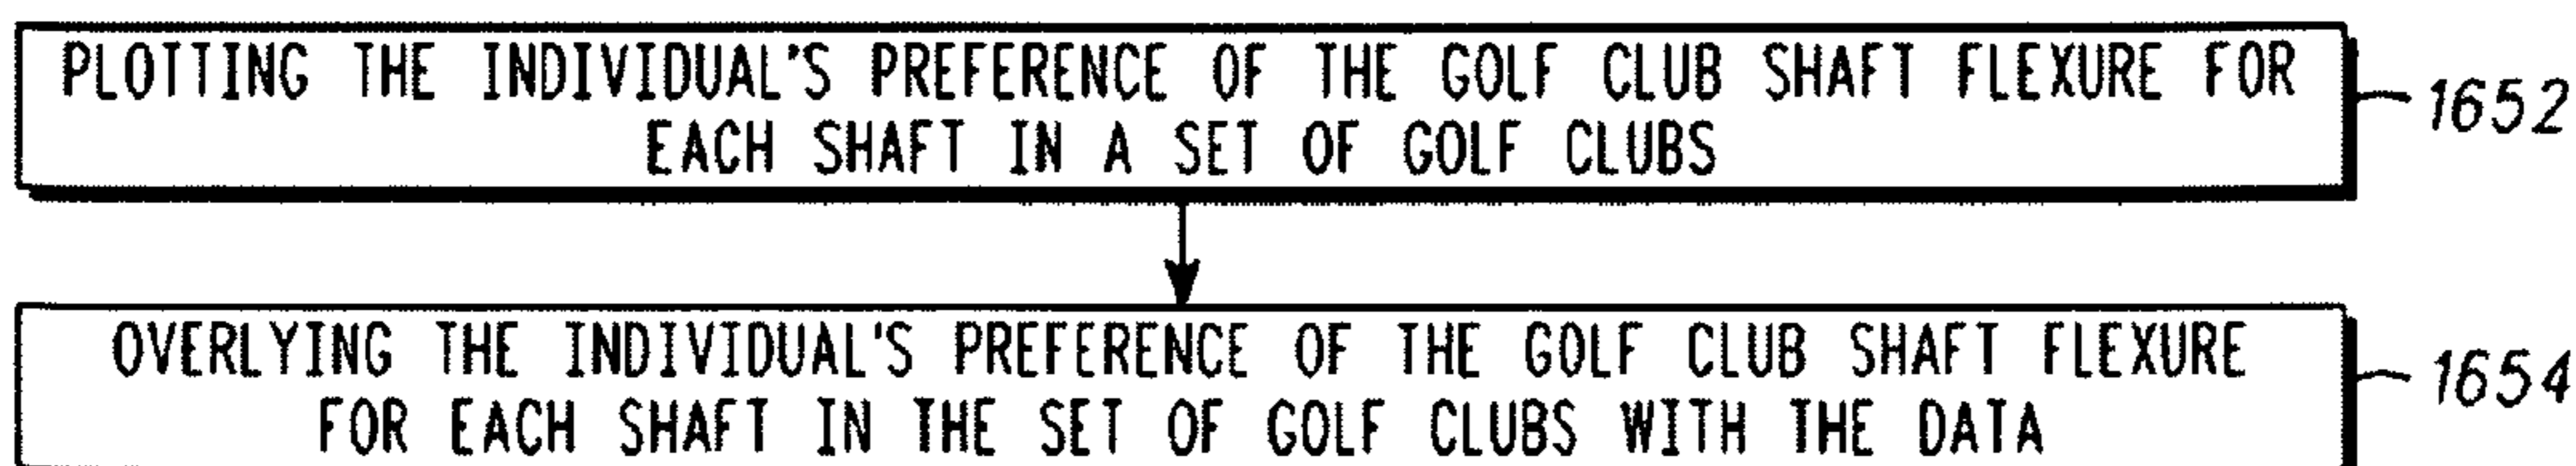 PLOTTING THE INDIVIDUAL'S PREFERENCE OF THE GOLF CLUB SHAFT FLEXURE FOR
EACH SHAFT IN A SET OF GOLF CLUBS
1652
OVERLYING THE INDIVIDUAL'S PREFERENCE OF THE GOLF CLUB SHAFT FLEXURE
FOR EACH SHAFT IN THE SET OF GOLF CLUBS WITH THE DATA
1654